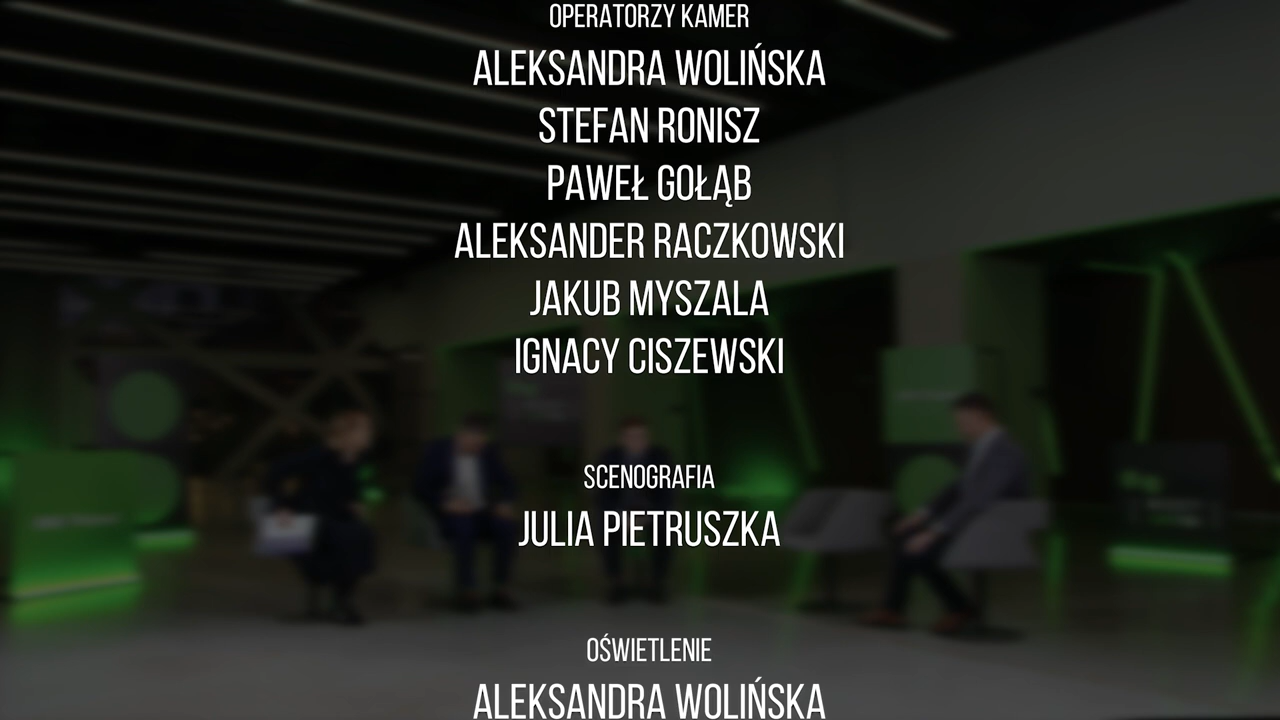 OPERATORZY KAMER
ALEKSANDRA WOLIŃSKA
STEFAN RONISZ
PAWEŁ GOŁĄB
ALEKSANDER RACZKOWSKI
JAKUB MYSZALA
IGNACY CISZEWSKI
SCENOGRAFIA
JULIA PIETRUSZKA
OŚWIETLENIE
ALEKSANDRA WOLIŃSKA